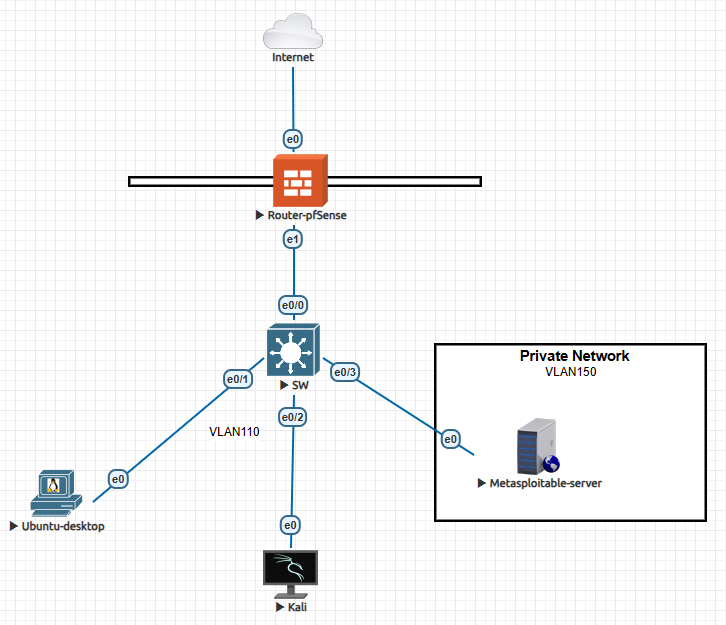 Internet
e0
Router-pfSense
e1
e0/0
SW
e0/1
e0/3
e0/2
VLAN110
Private Network
VLAN150
e0
Metasploitable-server
e0
Ubuntu-desktop
e0
Kali